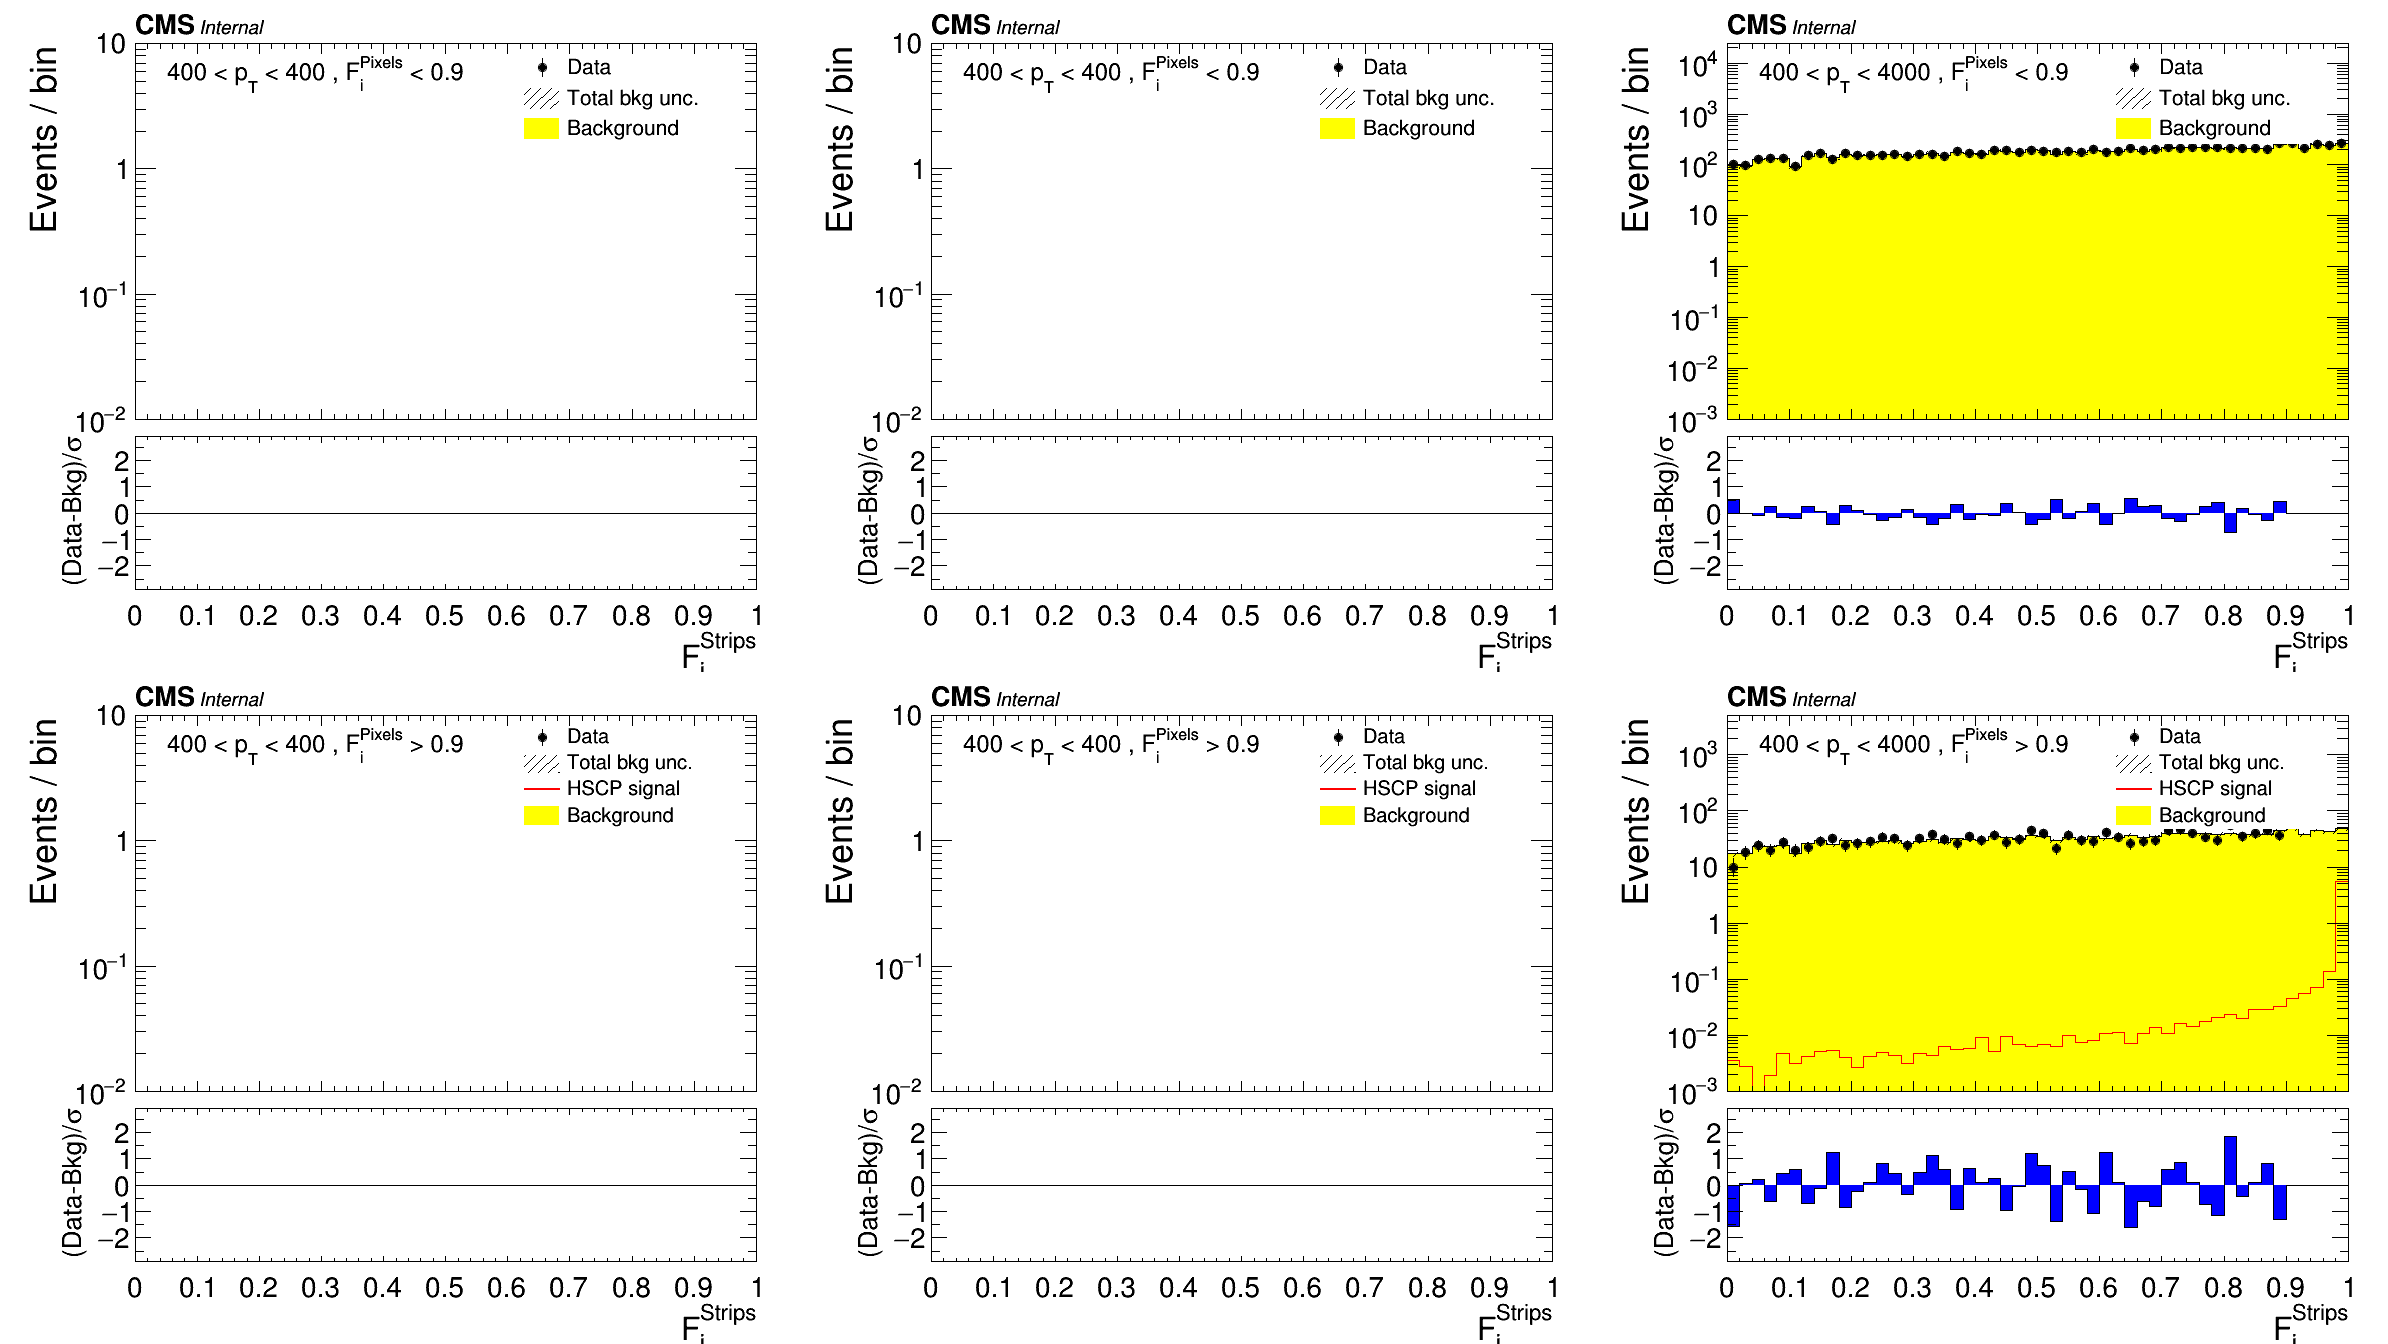 CMS Internal
Events / bin
400 < p_T < 400 , F_i^Pixels < 0.9
Data
Total bkg unc.
Background
10
1
10^−1
10^−2
(Data-Bkg)/σ
2
1
0
−1
−2
0 0.1 0.2 0.3 0.4 0.5 0.6 0.7 0.8 0.9 1
F_i^Strips
CMS Internal
Events / bin
400 < p_T < 400 , F_i^Pixels < 0.9
Data
Total bkg unc.
Background
10
1
10^−1
10^−2
(Data-Bkg)/σ
2
1
0
−1
−2
0 0.1 0.2 0.3 0.4 0.5 0.6 0.7 0.8 0.9 1
F_i^Strips
CMS Internal
Events / bin
400 < p_T < 4000 , F_i^Pixels < 0.9
Data
Total bkg unc.
Background
10^4
10^3
10^2
10
1
10^−1
10^−2
10^−3
(Data-Bkg)/σ
2
1
0
−1
−2
0 0.1 0.2 0.3 0.4 0.5 0.6 0.7 0.8 0.9 1
F_i^Strips
CMS Internal
Events / bin
400 < p_T < 400 , F_i^Pixels > 0.9
Data
Total bkg unc.
HSCP signal
Background
10
1
10^−1
10^−2
(Data-Bkg)/σ
2
1
0
−1
−2
0 0.1 0.2 0.3 0.4 0.5 0.6 0.7 0.8 0.9 1
F_i^Strips
CMS Internal
Events / bin
400 < p_T < 400 , F_i^Pixels > 0.9
Data
Total bkg unc.
HSCP signal
Background
10
1
10^−1
10^−2
(Data-Bkg)/σ
2
1
0
−1
−2
0 0.1 0.2 0.3 0.4 0.5 0.6 0.7 0.8 0.9 1
F_i^Strips
CMS Internal
Events / bin
400 < p_T < 4000 , F_i^Pixels > 0.9
Data
Total bkg unc.
HSCP signal
Background
10^3
10^2
10
1
10^−1
10^−2
10^−3
(Data-Bkg)/σ
2
1
0
−1
−2
0 0.1 0.2 0.3 0.4 0.5 0.6 0.7 0.8 0.9 1
F_i^Strips